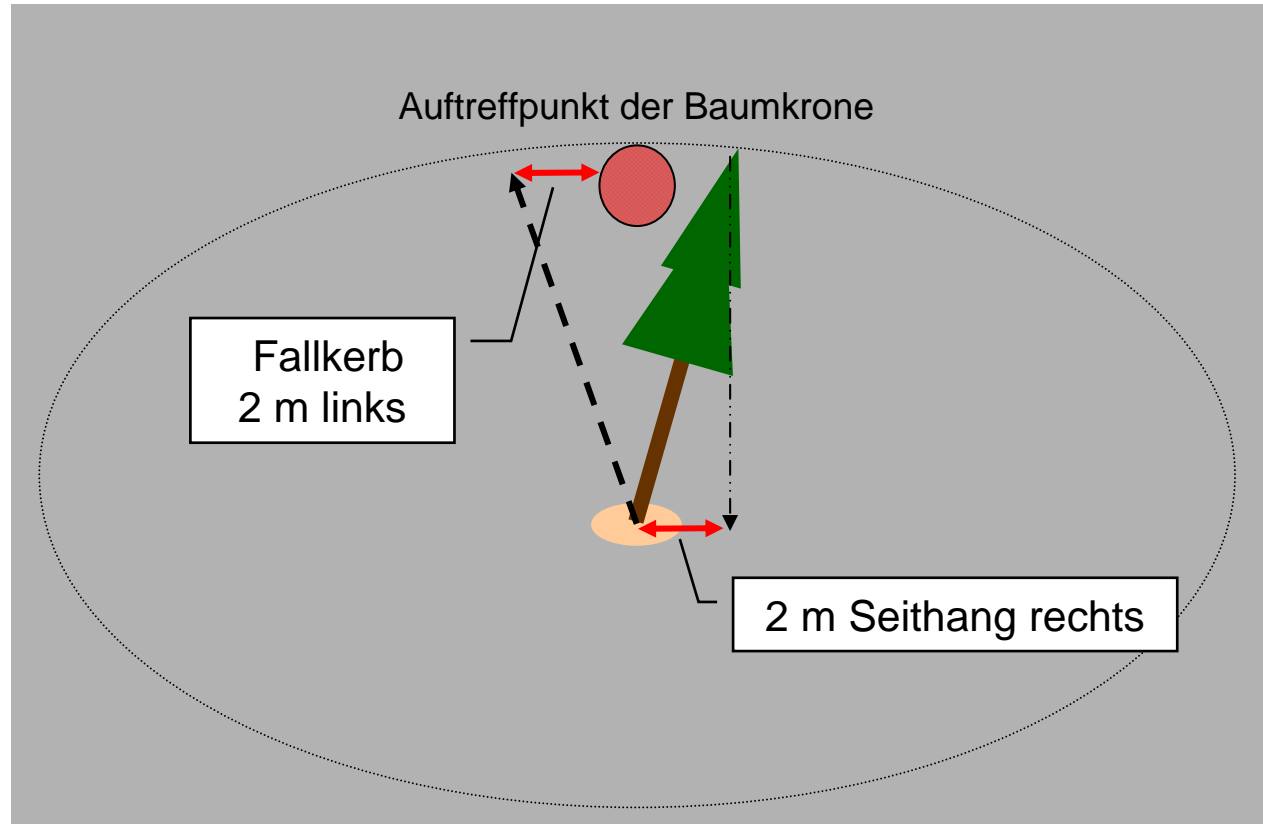 Auftreffpunkt der Baumkrone
Fallkerb
2 m links
2 m Seithang rechts